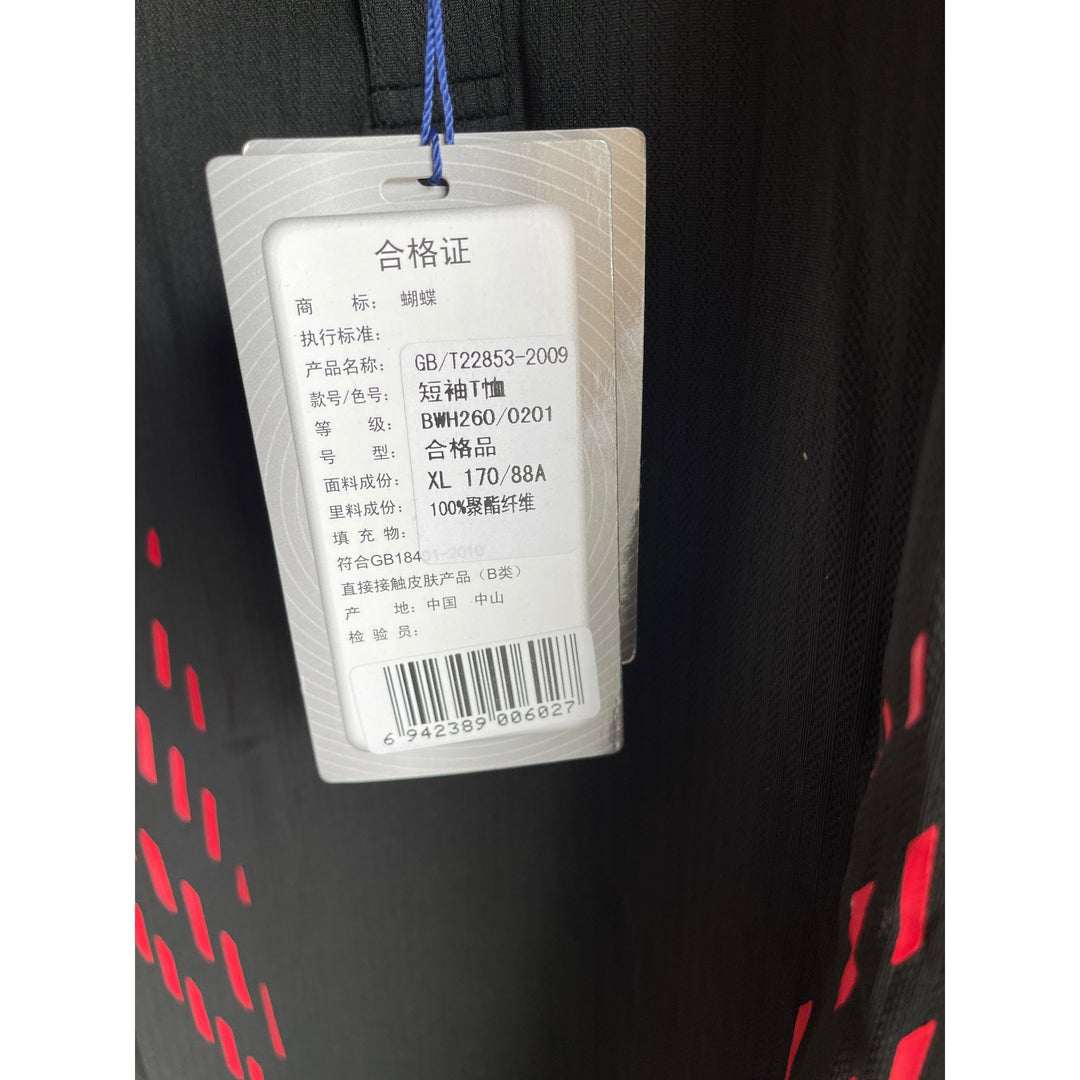 合格证
商 标： 蝴蝶
执行标准：
产品名称： GB/T22853-2009
款号/色号： 短袖T恤
等 级： BWH260/0201
号 型： 合格品
面料成份： XL 170/88A
里料成份： 100%聚酯纤维
填 充 物：
符合GB18401-2010
直接接触皮肤产品（B类）
产 地： 中国 中山
检 验 员：
6 942389 006027